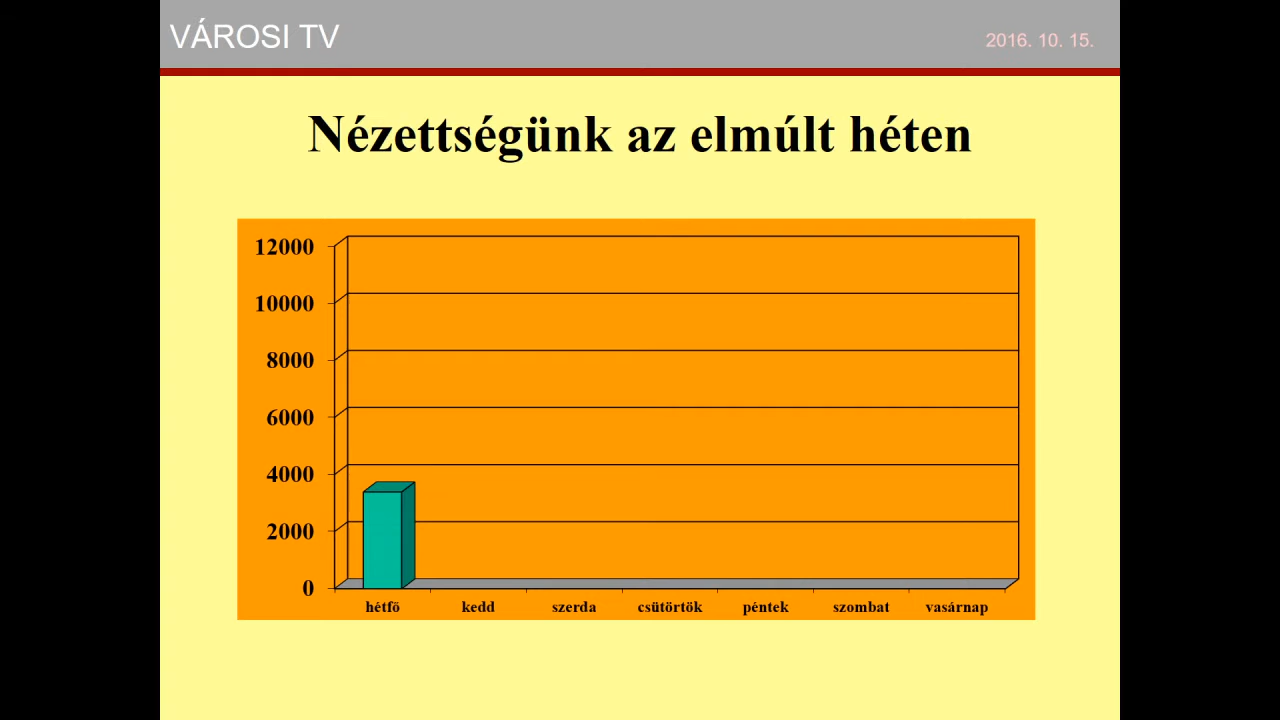 VÁROSI TV
2016. 10. 15.
Nézettségünk az elmúlt héten
12000
10000
8000
6000
4000
2000
0
hétfő kedd szerda csütörtök péntek szombat vasárnap